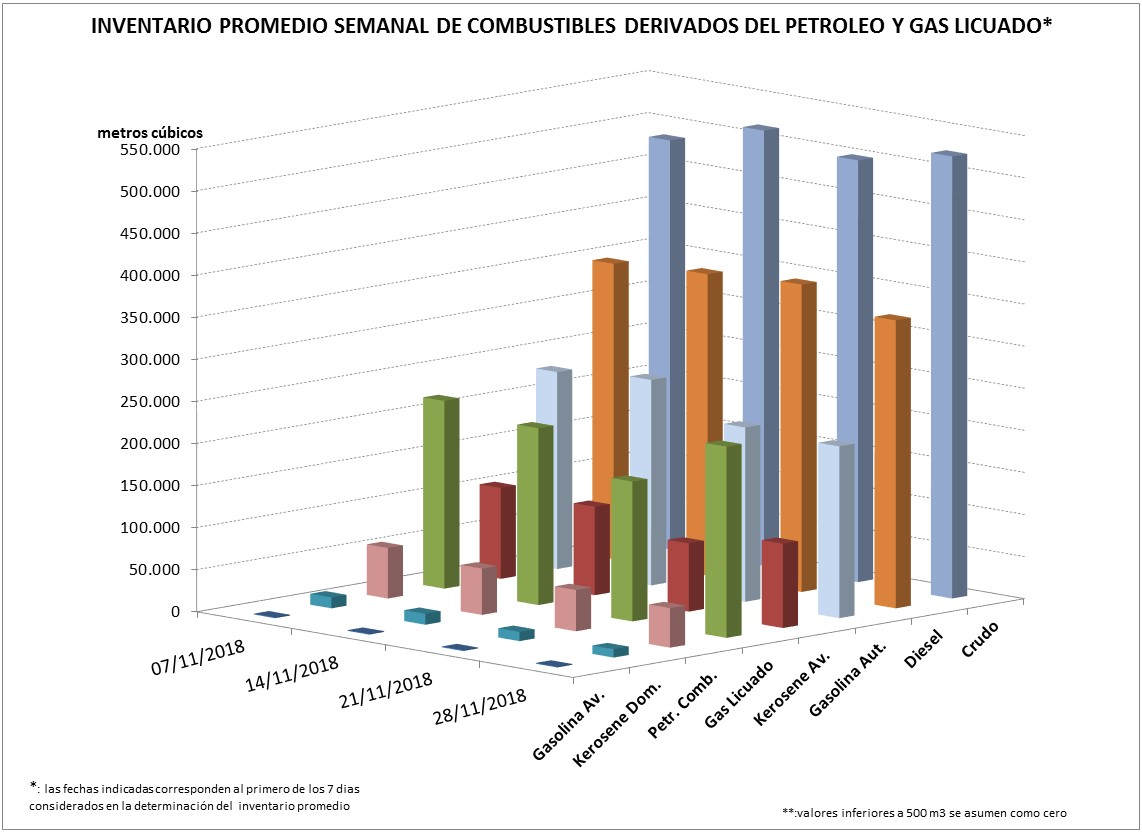 INVENTARIO PROMEDIO SEMANAL DE COMBUSTIBLES DERIVADOS DEL PETROLEO Y GAS LICUADO*
metros cúbicos
550.000
500.000
450.000
400.000
350.000
300.000
250.000
200.000
150.000
100.000
50.000
0
07/11/2018
14/11/2018
21/11/2018
28/11/2018
Gasolina Av.
Kerosene Dom.
Petr. Comb.
Gas Licuado
Kerosene Av.
Gasolina Aut.
Diesel
Crudo
*: las fechas indicadas corresponden al primero de los 7 dias
considerados en la determinación del inventario promedio
**:valores inferiores a 500 m3 se asumen como cero